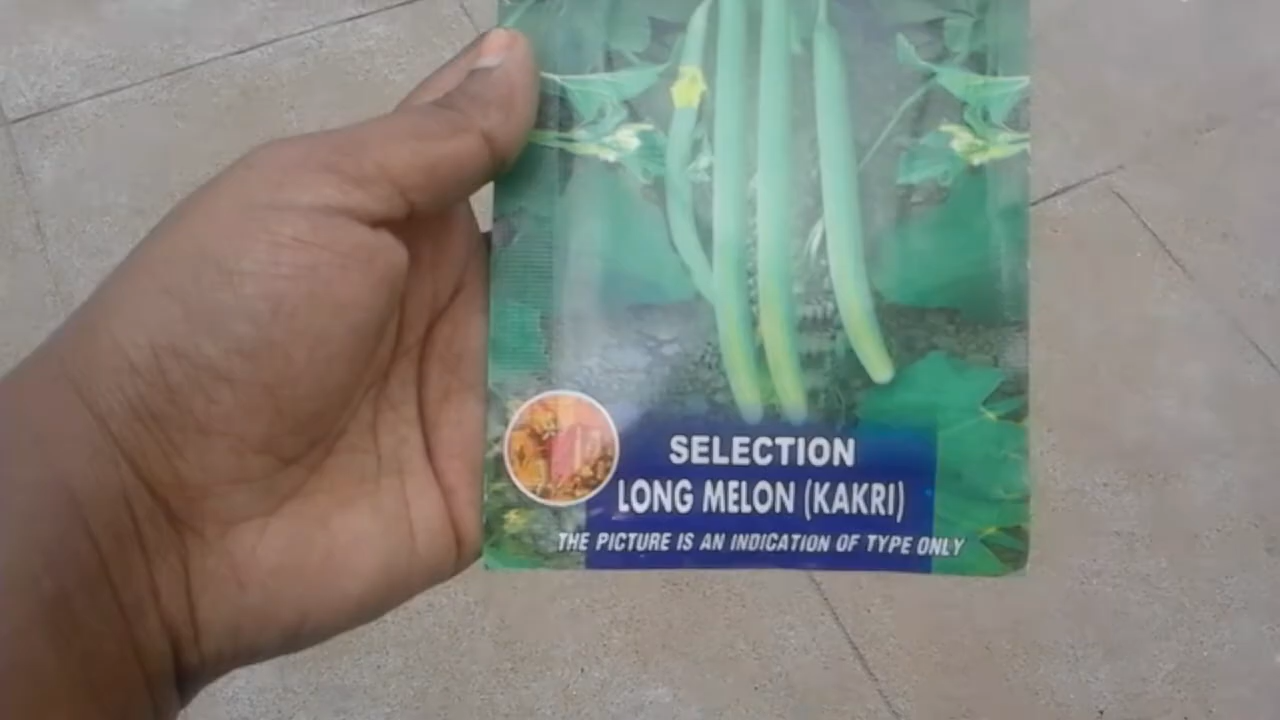 SELECTION
LONG MELON (KAKRI)
THE PICTURE IS AN INDICATION OF TYPE ONLY